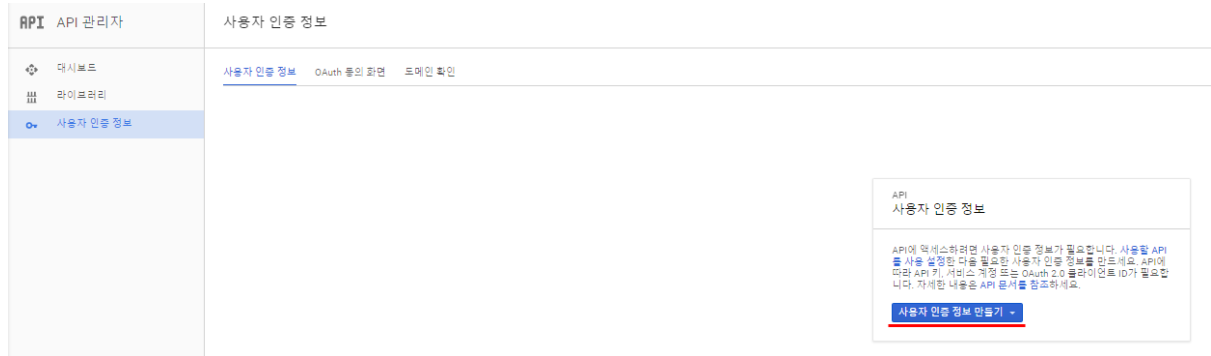 API API 관리자
사용자 인증 정보
대시보드
라이브러리
사용자 인증 정보
사용자 인증 정보 OAuth 동의 화면 도메인 확인
API
사용자 인증 정보
API에 액세스하려면 사용자 인증 정보가 필요합니다. 사용할 API
를 사용 설정한 다음 필요한 사용자 인증 정보를 만드세요. API에
따라 API 키, 서비스 계정 또는 OAuth 2.0 클라이언트 ID가 필요합
니다. 자세한 내용은 API 문서를 참조하세요.
사용자 인증 정보 만들기